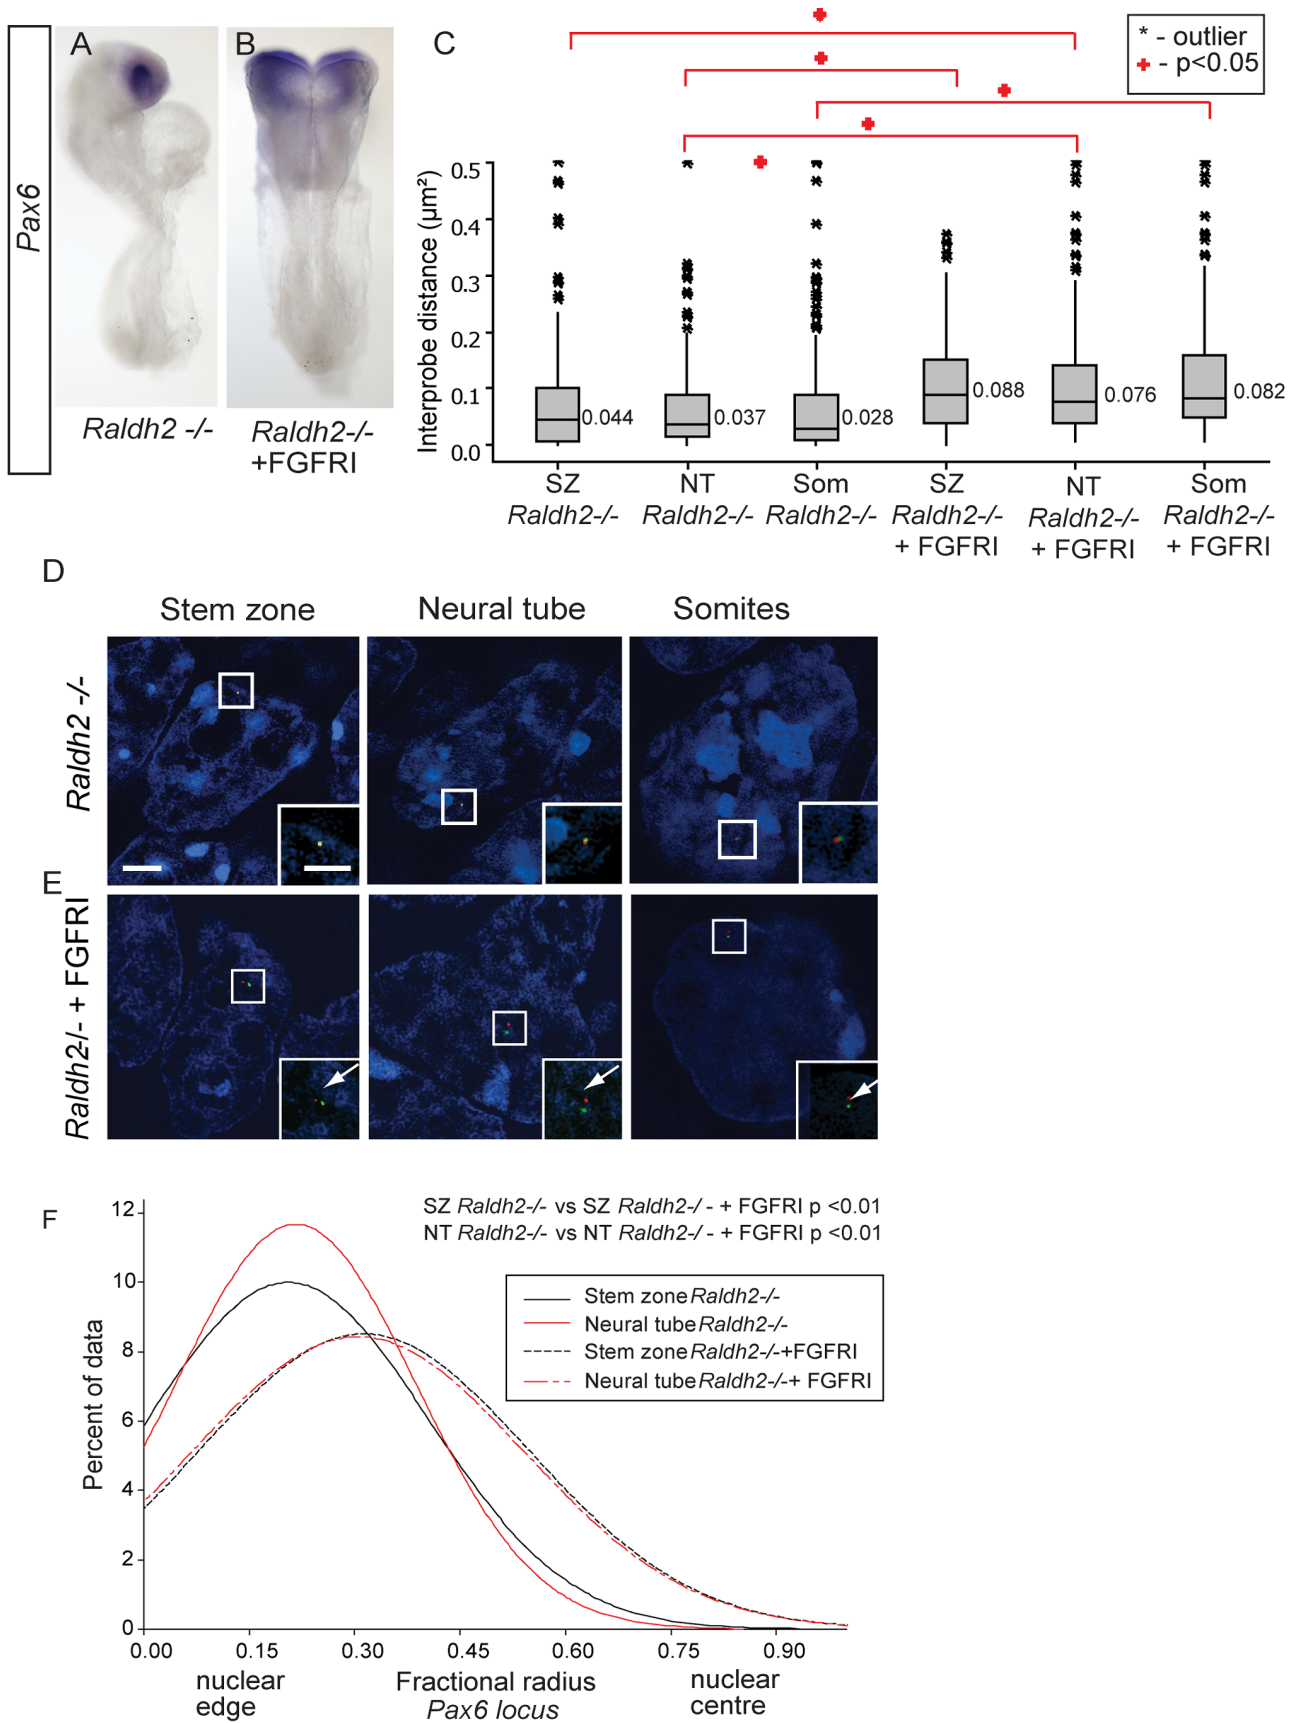 A
B
C
* - outlier
+ - p<0.05
Pax6
Raldh2 -/-
Raldh2-/-
+FGFRI
Interprobe distance (µm²)
0.5
0.4
0.3
0.2
0.1
0.0
0.044
0.037
0.028
0.088
0.076
0.082
SZ
Raldh2-/-
NT
Raldh2-/-
Som
Raldh2-/-
SZ
Raldh2-/-
+ FGFRI
NT
Raldh2-/-
+ FGFRI
Som
Raldh2-/-
+ FGFRI
D
Stem zone
Neural tube
Somites
Raldh2 -/-
E
Raldh2-/- + FGFRI
F
SZ Raldh2-/- vs SZ Raldh2-/- + FGFRI p <0.01
NT Raldh2-/- vs NT Raldh2-/- + FGFRI p <0.01
Stem zone Raldh2-/-
Neural tube Raldh2-/-
Stem zone Raldh2-/-+FGFRI
Neural tube Raldh2-/-+ FGFRI
Percent of data
12
10
8
6
4
2
0
0.00
0.15
0.30
0.45
0.60
0.75
0.90
nuclear
edge
Fractional radius
Pax6 locus
nuclear
centre